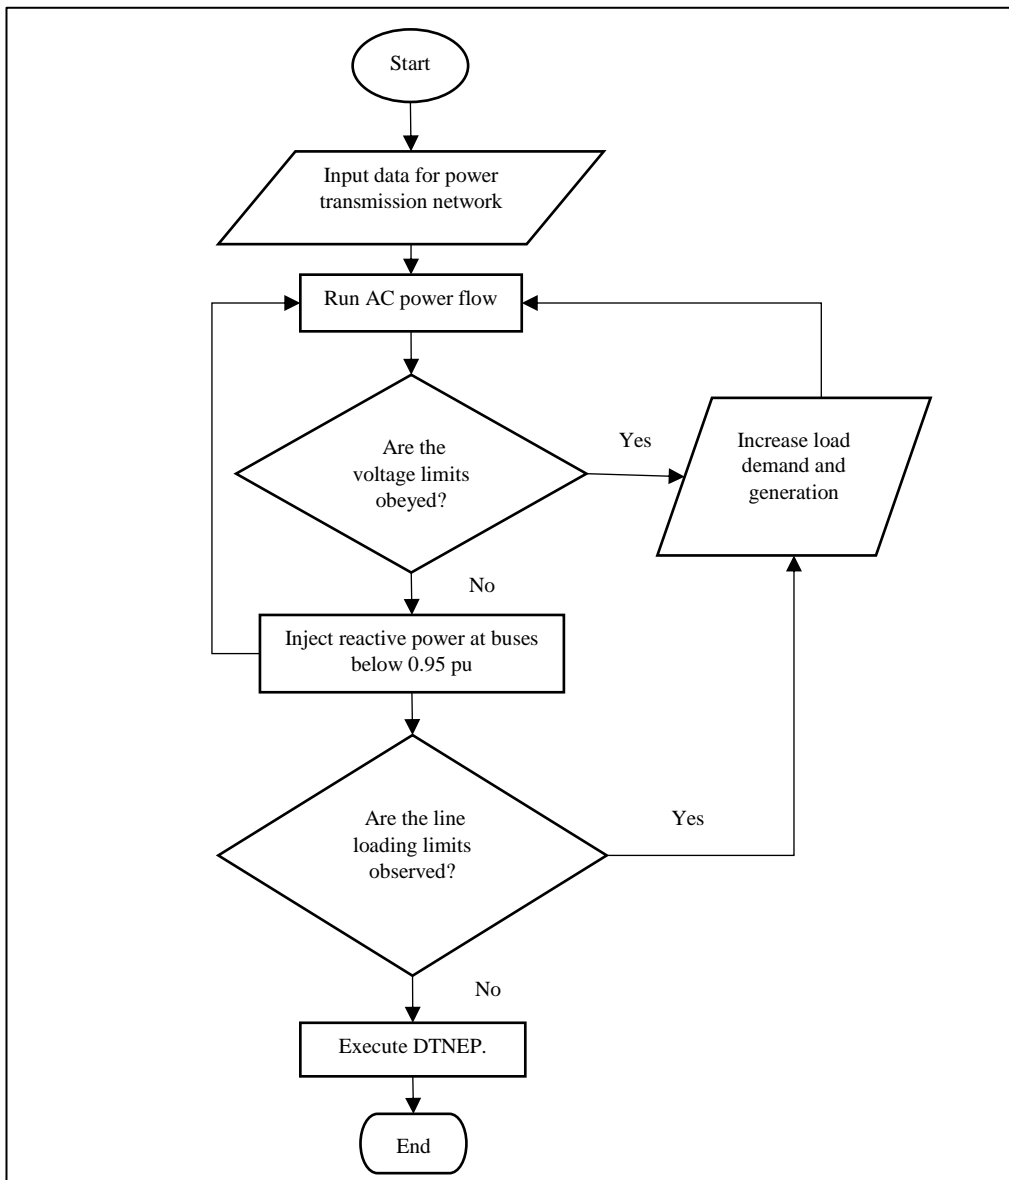 Start
Input data for power
transmission network
Run AC power flow
Are the
voltage limits
obeyed?
Yes
Increase load
demand and
generation
No
Inject reactive power at buses
below 0.95 pu
Are the line
loading limits
observed?
Yes
No
Execute DTNEP.
End